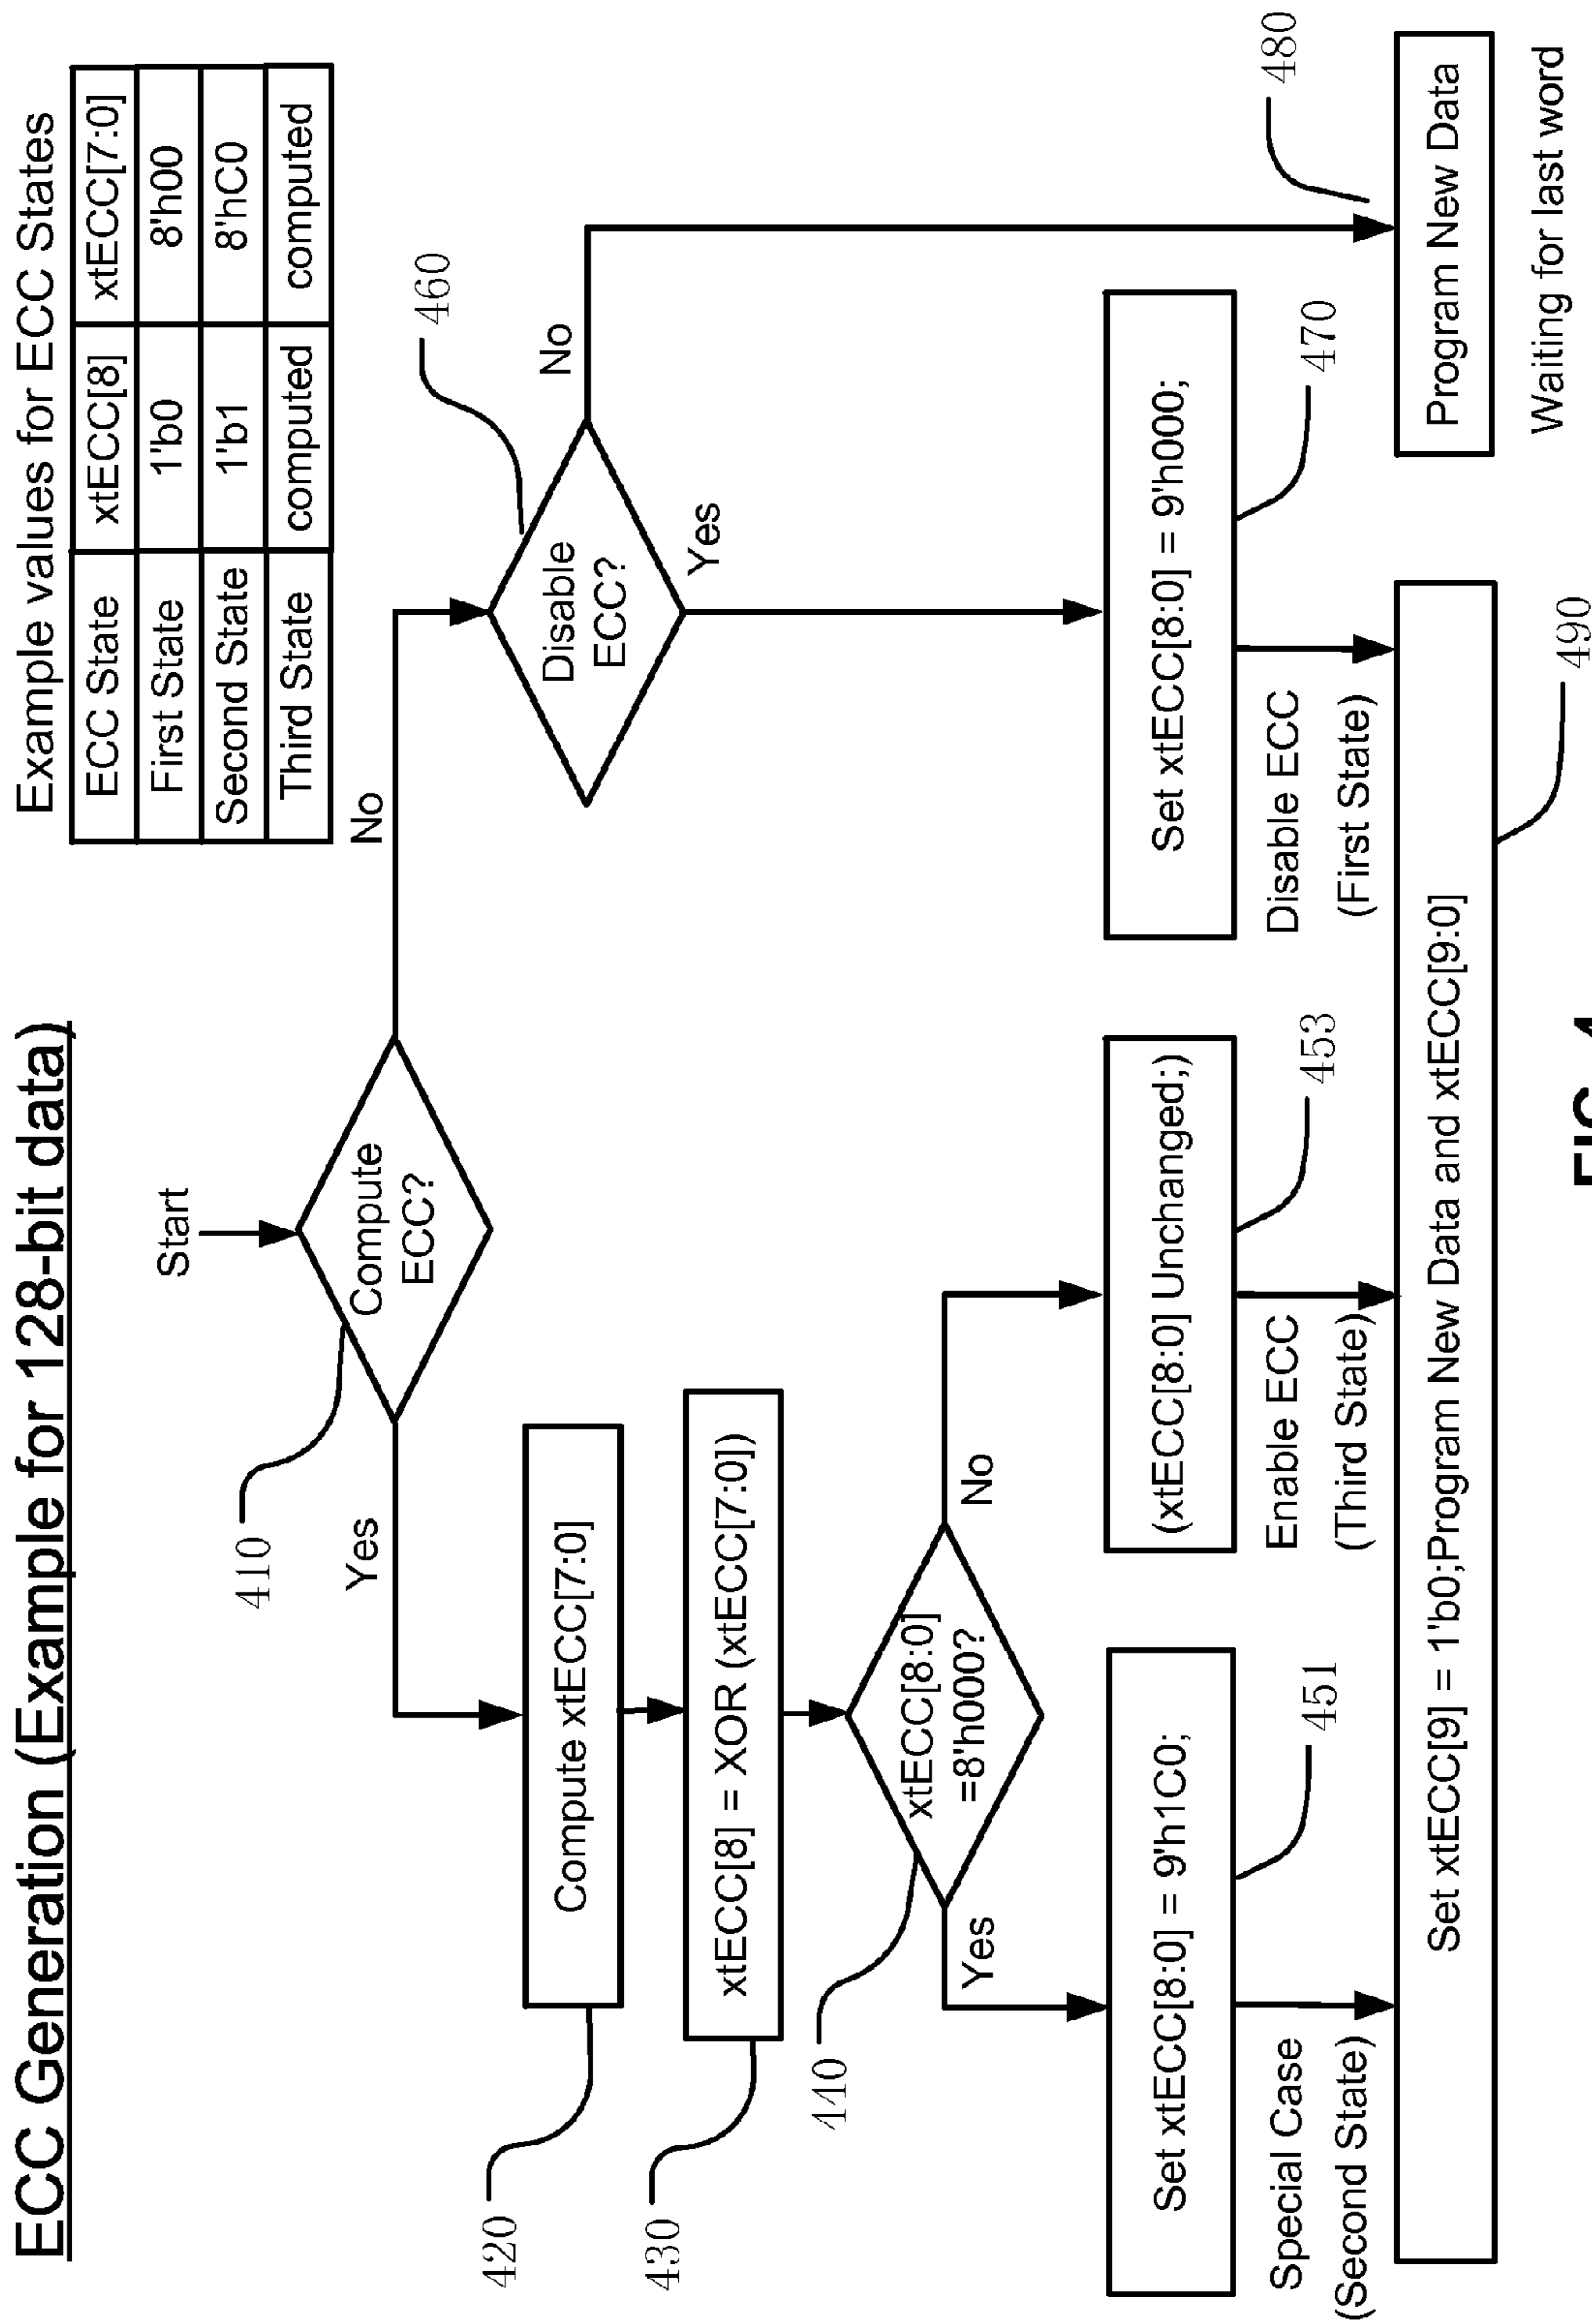 ECC Generation (Example for 128-bit data)
Example values for ECC States
ECC State xtECC[8] xtECC[7:0]
First State 1'b0 8'h00
Second State 1'b1 8'hC0
Third State computed computed
Start
410
Compute
ECC?
Yes
No
460
Disable
ECC?
No
Yes
420
Compute xtECC[7:0]
430
xtECC[8] = XOR (xtECC[7:0])
440
xtECC[8:0]
=8'h000?
Yes
No
Set xtECC[8:0] = 9'h1C0;
451
(xtECC[8:0] Unchanged;)
453
Set xtECC[8:0] = 9'h000;
470
480
Special Case
(Second State)
Enable ECC
(Third State)
Disable ECC
(First State)
Set xtECC[9] = 1'b0;Program New Data and xtECC[9:0]
490
Program New Data
Waiting for last word